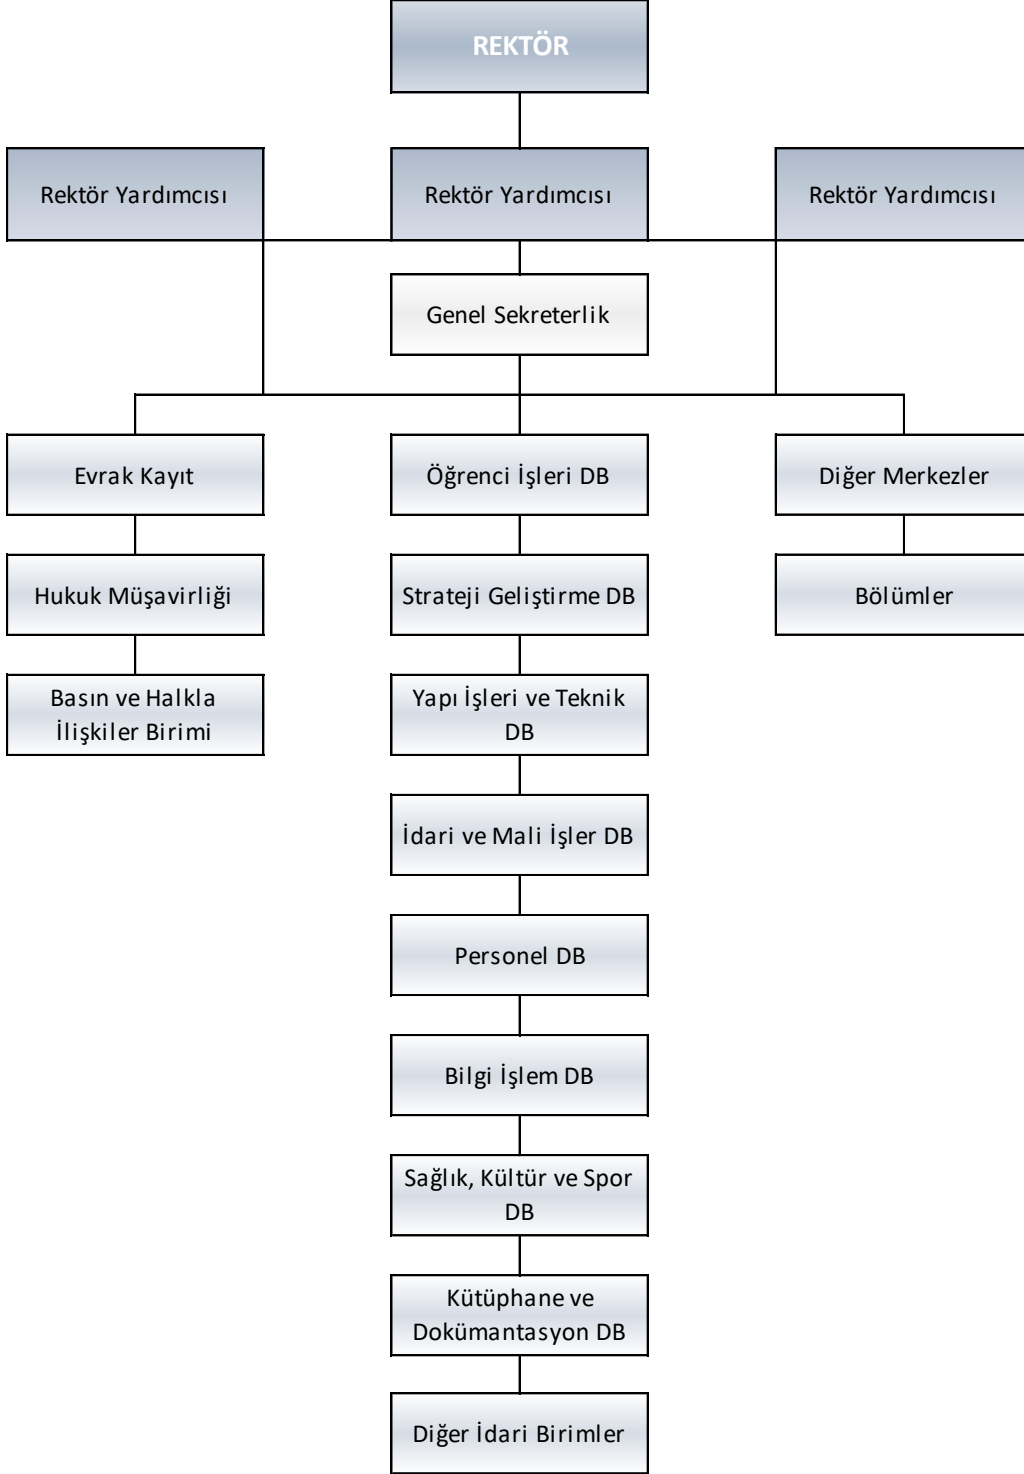 REKTÖR
Rektör Yardımcısı
Rektör Yardımcısı
Rektör Yardımcısı
Genel Sekreterlik
Evrak Kayıt
Öğrenci İşleri DB
Diğer Merkezler
Hukuk Müşavirliği
Strateji Geliştirme DB
Bölümler
Basın ve Halkla
İlişkiler Birimi
Yapı İşleri ve Teknik
DB
İdari ve Mali İşler DB
Personel DB
Bilgi İşlem DB
Sağlık, Kültür ve Spor
DB
Kütüphane ve
Dokümantasyon DB
Diğer İdari Birimler